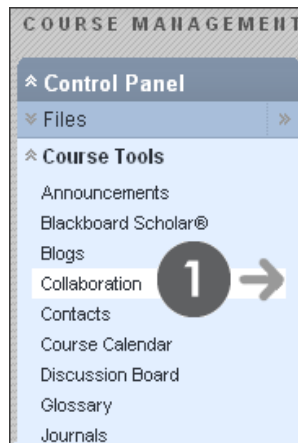 COURSE MANAGEMENT
Control Panel
Files
Course Tools
Announcements
Blackboard Scholar®
Blogs
Collaboration 1
Contacts
Course Calendar
Discussion Board
Glossary
Journals